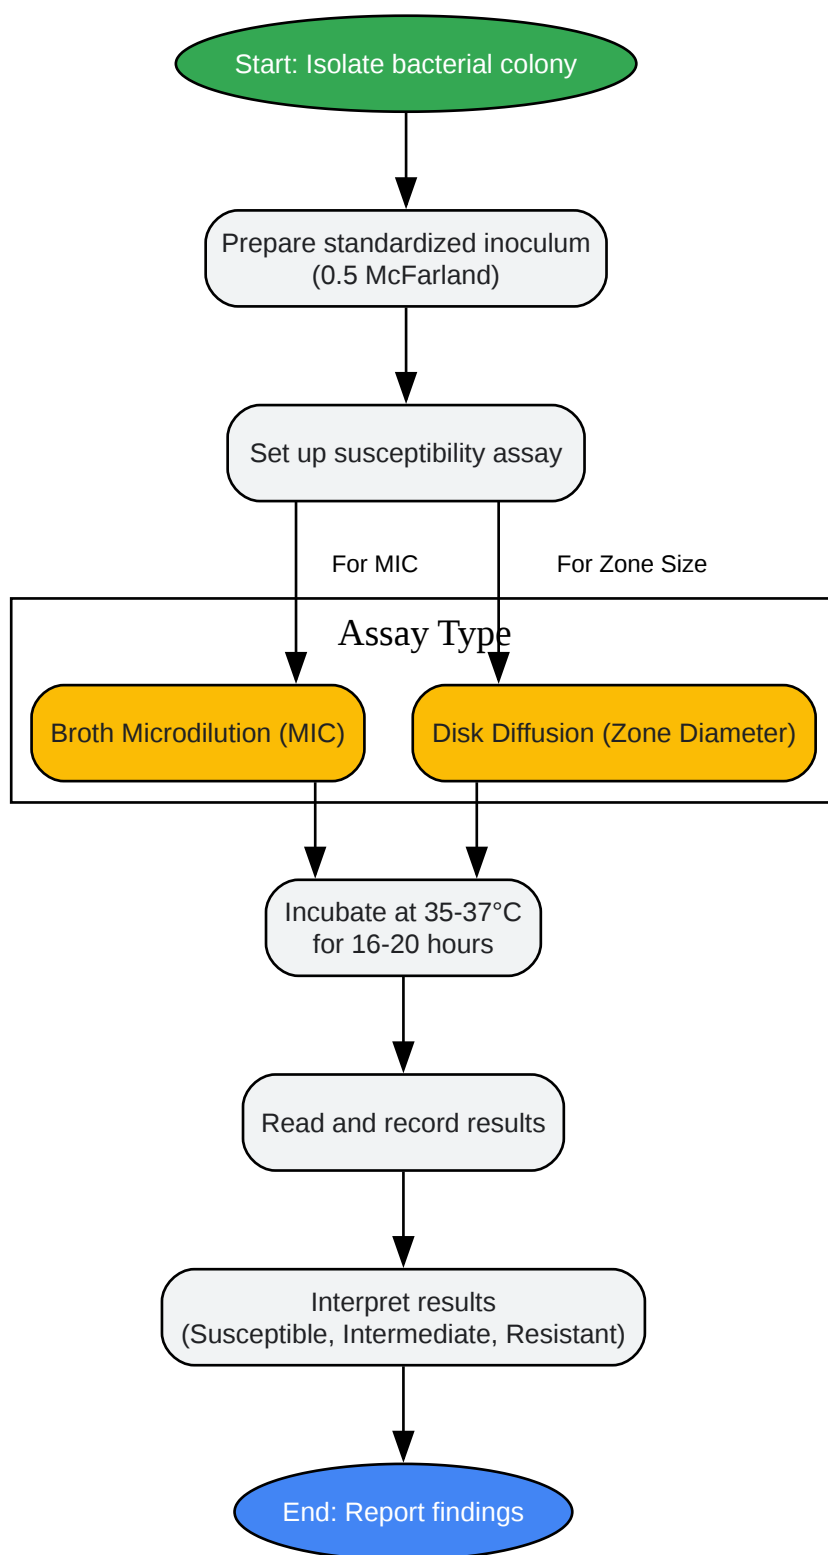 Start: Isolate bacterial colony
Prepare standardized inoculum
(0.5 McFarland)
Set up susceptibility assay
For MIC
For Zone Size
Assay Type
Broth Microdilution (MIC)
Disk Diffusion (Zone Diameter)
Incubate at 35-37°C
for 16-20 hours
Read and record results
Interpret results
(Susceptible, Intermediate, Resistant)
End: Report findings